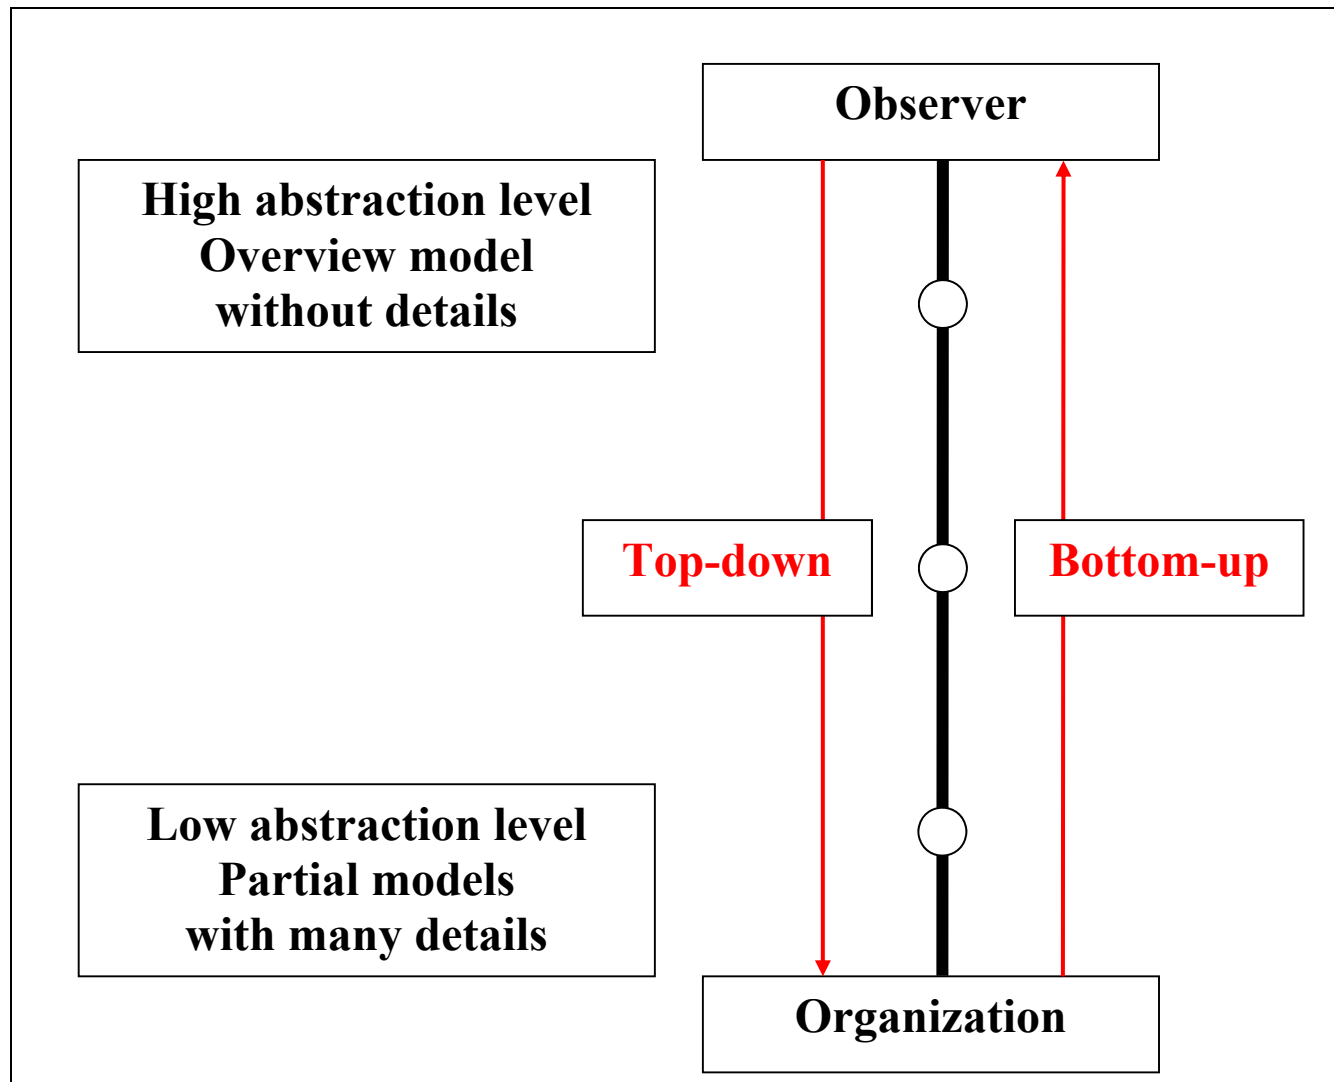 Observer
High abstraction level
Overview model
without details
Top-down
Bottom-up
Low abstraction level
Partial models
with many details
Organization